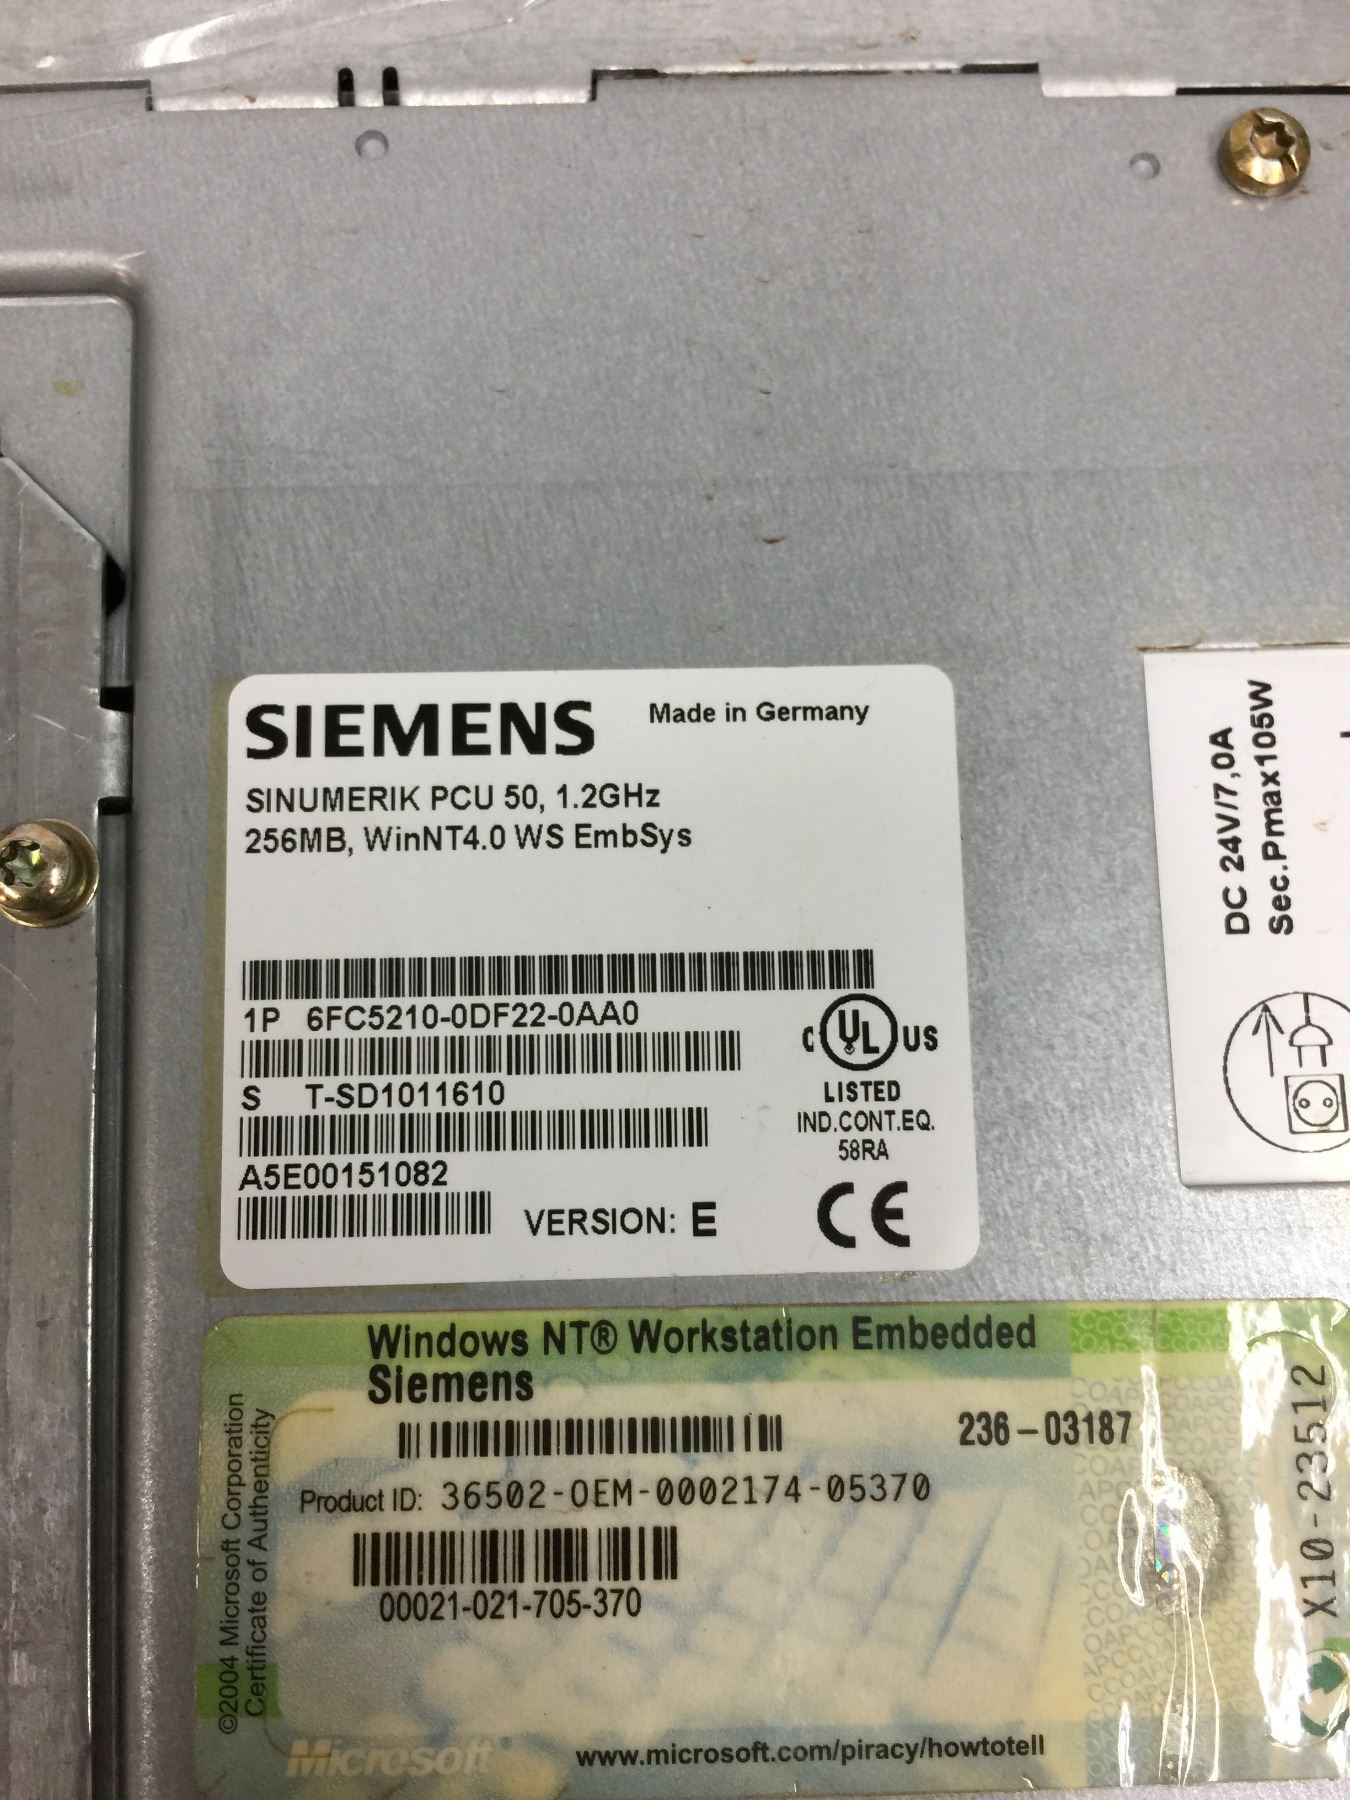 SIEMENS Made in Germany
SINUMERIK PCU 50, 1.2GHz
256MB, WinNT4.0 WS EmbSys
1P 6FC5210-0DF22-0AA0
S T-SD1011610
A5E00151082
VERSION: E
C UL US
LISTED
IND.CONT.EQ.
58RA
CE
DC 24V/7,0A
Sec.Pmax105W
Windows NT® Workstation Embedded
Siemens
236-03187
Product ID: 36502-OEM-0002174-05370
00021-021-705-370
©2004 Microsoft Corporation
Certificate of Authenticity
X10-23512
Microsoft
www.microsoft.com/piracy/howtotell